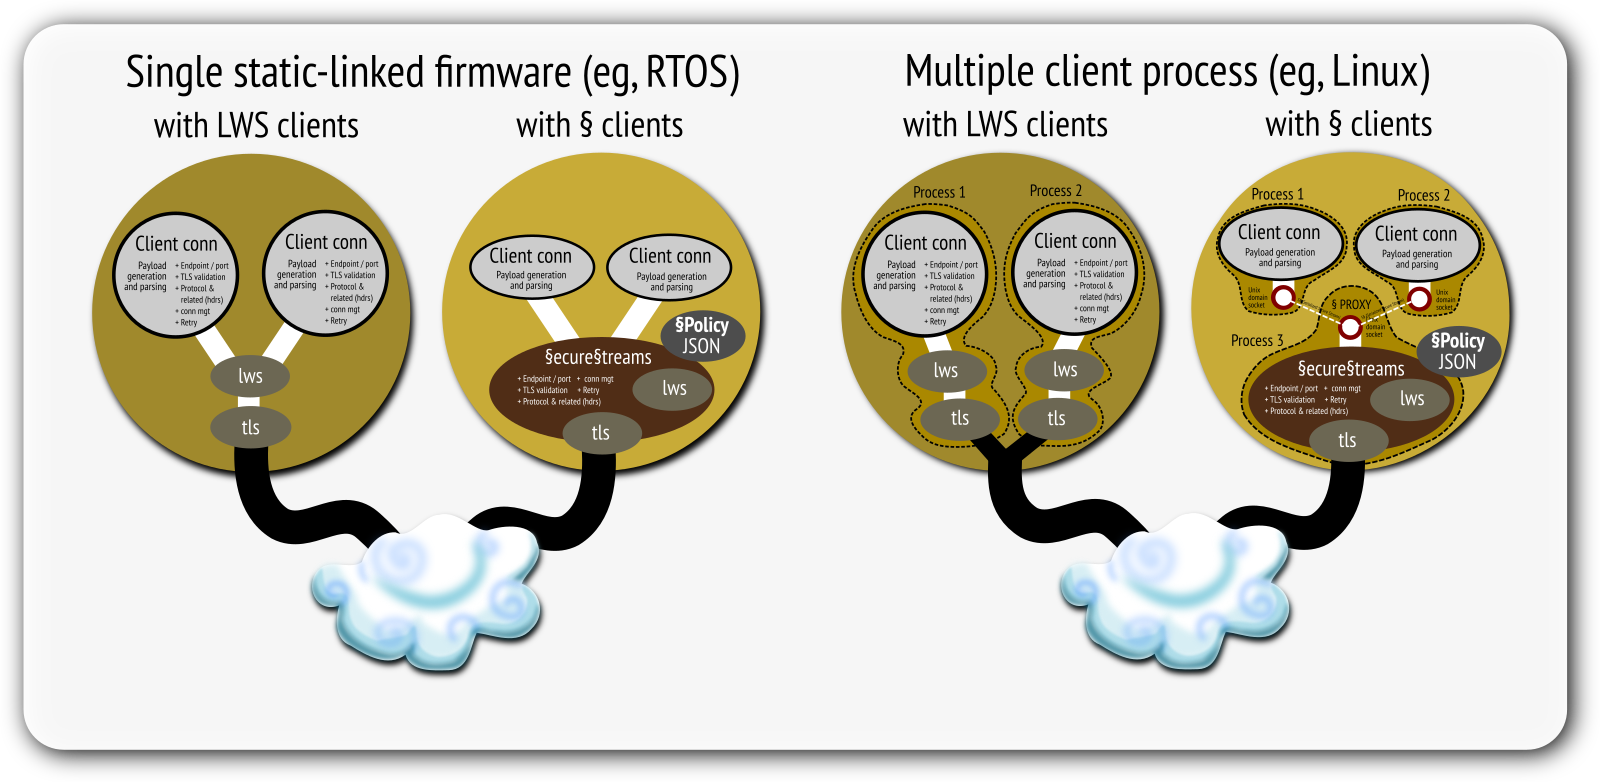 Single static-linked firmware (eg, RTOS)
with LWS clients
with § clients
Client conn
Payload
generation
and parsing
+ Endpoint / port
+ TLS validation
+ Protocol &
related (hdrs)
+ conn mgt
+ Retry
Client conn
Payload
generation
and parsing
+ Endpoint / port
+ TLS validation
+ Protocol &
related (hdrs)
+ conn mgt
+ Retry
lws
tls
Client conn
Payload generation
and parsing
Client conn
Payload generation
and parsing
§Policy
JSON
§ecure§treams
+ Endpoint / port + conn mgt
+ TLS validation + Retry
+ Protocol & related (hdrs)
lws
tls
Multiple client process (eg, Linux)
with LWS clients
with § clients
Process 1
Client conn
Payload
generation
and parsing
+ Endpoint / port
+ TLS validation
+ Protocol &
related (hdrs)
+ conn mgt
+ Retry
lws
tls
Process 2
Client conn
Payload
generation
and parsing
+ Endpoint / port
+ TLS validation
+ Protocol &
related (hdrs)
+ conn mgt
+ Retry
lws
tls
Process 1
Client conn
Payload generation
and parsing
Unix
domain
socket
Process 2
Client conn
Payload generation
and parsing
Unix
domain
socket
§ PROXY
domain
socket
Process 3
§Policy
JSON
§ecure§treams
+ Endpoint / port + conn mgt
+ TLS validation + Retry
+ Protocol & related (hdrs)
lws
tls